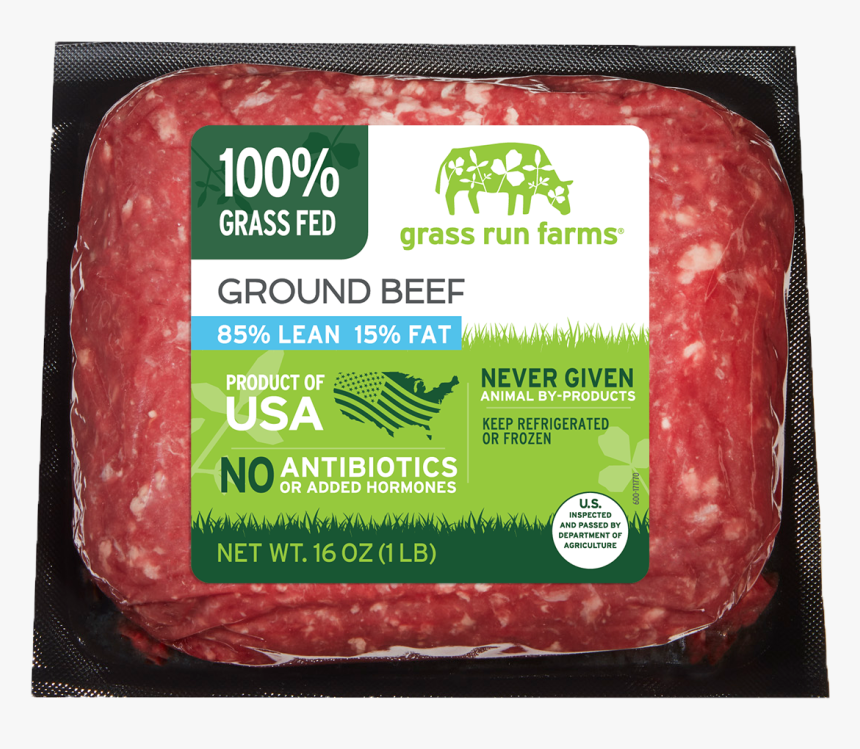 100%
GRASS FED
grass run farms®
GROUND BEEF
85% LEAN 15% FAT
PRODUCT OF
USA
NEVER GIVEN
ANIMAL BY-PRODUCTS
KEEP REFRIGERATED
OR FROZEN
NO ANTIBIOTICS
OR ADDED HORMONES
600-171770
U.S.
INSPECTED
AND PASSED BY
DEPARTMENT OF
AGRICULTURE
NET WT. 16 OZ (1 LB)